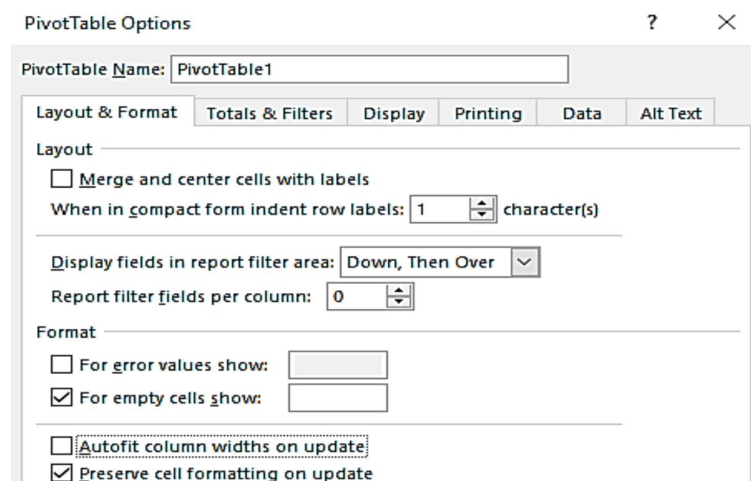 PivotTable Options ? ×
PivotTable Name: PivotTable1
Layout & Format Totals & Filters Display Printing Data Alt Text
Layout
Merge and center cells with labels
When in compact form indent row labels: 1 character(s)
Display fields in report filter area: Down, Then Over
Report filter fields per column: 0
Format
For error values show:
For empty cells show:
Autofit column widths on update
Preserve cell formatting on update